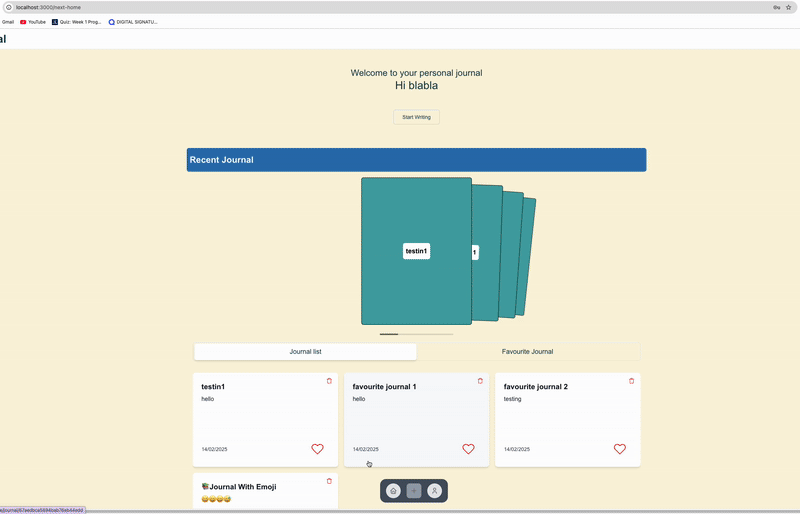 localhost:3000/next-home
Gmail YouTube Quiz: Week 1 Prog... DIGITAL SIGNATU...
al
Welcome to your personal journal
Hi blabla
Start Writing
Recent Journal
testin1
1
Journal list Favourite Journal
testin1 favourite journal 1 favourite journal 2
hello hello testing
14/02/2025 14/02/2025 14/02/2025
Journal With Emoji